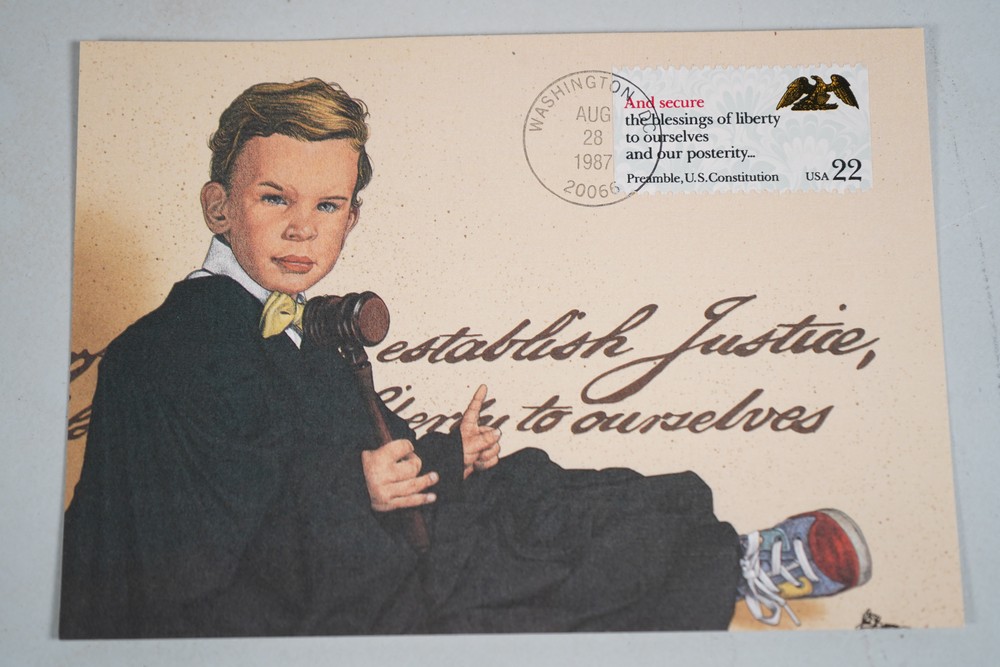 WASHINGTON, DC
AUG
28
1987
20066
And secure
the blessings of liberty
to ourselves
and our posterity...
Preamble, U.S. Constitution
USA 22
establish Justice,
to ourselves